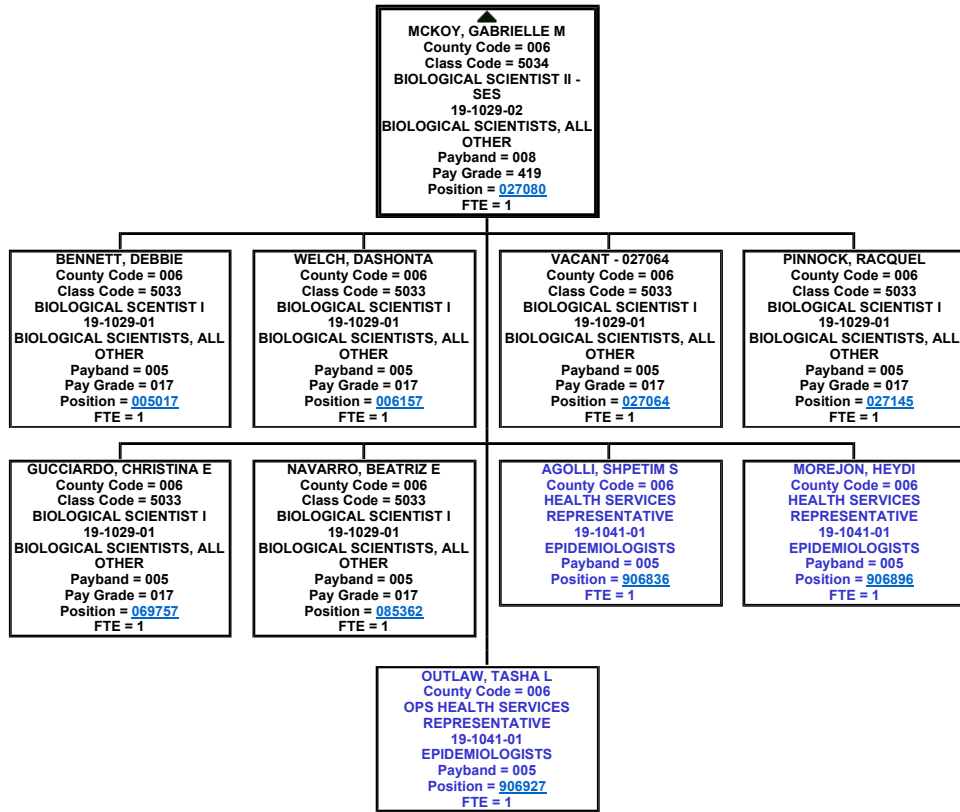 MCKOY, GABRIELLE M
County Code = 006
Class Code = 5034
BIOLOGICAL SCIENTIST II -
SES
19-1029-02
BIOLOGICAL SCIENTISTS, ALL
OTHER
Payband = 008
Pay Grade = 419
Position = 027080
FTE = 1
BENNETT, DEBBIE
County Code = 006
Class Code = 5033
BIOLOGICAL SCENTIST I
19-1029-01
BIOLOGICAL SCIENTISTS, ALL
OTHER
Payband = 005
Pay Grade = 017
Position = 005017
FTE = 1
WELCH, DASHONTA
County Code = 006
Class Code = 5033
BIOLOGICAL SCIENTIST I
19-1029-01
BIOLOGICAL SCIENTISTS, ALL
OTHER
Payband = 005
Pay Grade = 017
Position = 006157
FTE = 1
VACANT - 027064
County Code = 006
Class Code = 5033
BIOLOGICAL SCIENTIST I
19-1029-01
BIOLOGICAL SCIENTISTS, ALL
OTHER
Payband = 005
Pay Grade = 017
Position = 027064
FTE = 1
PINNOCK, RACQUEL
County Code = 006
Class Code = 5033
BIOLOGICAL SCIENTIST I
19-1029-01
BIOLOGICAL SCIENTISTS, ALL
OTHER
Payband = 005
Pay Grade = 017
Position = 027145
FTE = 1
GUCCIARDO, CHRISTINA E
County Code = 006
Class Code = 5033
BIOLOGICAL SCIENTIST I
19-1029-01
BIOLOGICAL SCIENTISTS, ALL
OTHER
Payband = 005
Pay Grade = 017
Position = 069757
FTE = 1
NAVARRO, BEATRIZ E
County Code = 006
Class Code = 5033
BIOLOGICAL SCIENTIST I
19-1029-01
BIOLOGICAL SCIENTISTS, ALL
OTHER
Payband = 005
Pay Grade = 017
Position = 085362
FTE = 1
AGOLLI, SHPETIM S
County Code = 006
HEALTH SERVICES
REPRESENTATIVE
19-1041-01
EPIDEMIOLOGISTS
Payband = 005
Position = 906836
FTE = 1
MOREJON, HEYDI
County Code = 006
HEALTH SERVICES
REPRESENTATIVE
19-1041-01
EPIDEMIOLOGISTS
Payband = 005
Position = 906896
FTE = 1
OUTLAW, TASHA L
County Code = 006
OPS HEALTH SERVICES
REPRESENTATIVE
19-1041-01
EPIDEMIOLOGISTS
Payband = 005
Position = 906927
FTE = 1